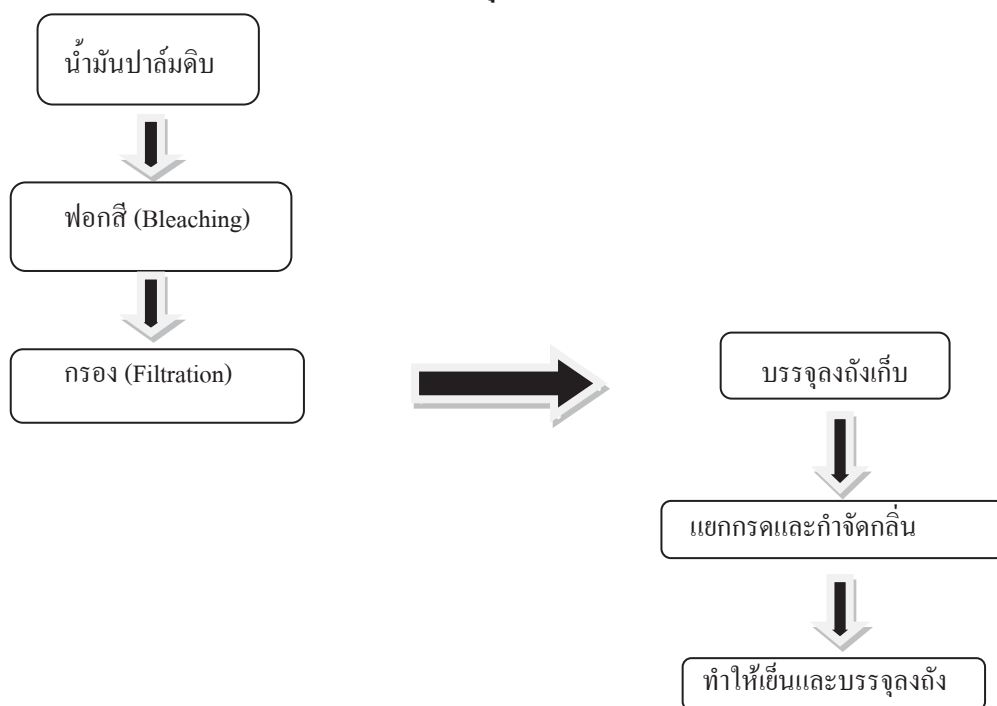 น้ำมันปาล์มดิบ
ฟอกสี (Bleaching)
กรอง (Filtration)
บรรจุลงถังเก็บ
แยกกรดและกำจัดกลิ่น
ทำให้เย็นและบรรจุลงถัง